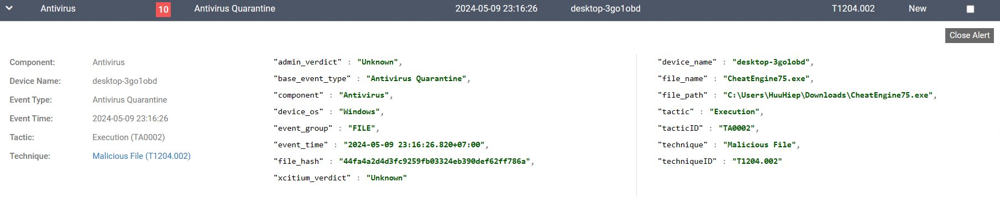 Antivirus 10 Antivirus Quarantine 2024-05-09 23:16:26 desktop-3go1obd T1204.002 New
Close Alert
Component: Antivirus
Device Name: desktop-3go1obd
Event Type: Antivirus Quarantine
Event Time: 2024-05-09 23:16:26
Tactic: Execution (TA0002)
Technique: Malicious File (T1204.002)
"admin_verdict" : "Unknown",
"base_event_type" : "Antivirus Quarantine",
"component" : "Antivirus",
"device_os" : "Windows",
"event_group" : "FILE",
"event_time" : "2024-05-09 23:16:26.820+07:00",
"file_hash" : "44fa4a2d4d3fc9259fb03324eb390def62ff786a",
"xcitium_verdict" : "Unknown"
"device_name" : "desktop-3go1obd",
"file_name" : "CheatEngine75.exe",
"file_path" : "C:\Users\HuuHiep\Downloads\CheatEngine75.exe",
"tactic" : "Execution",
"tacticID" : "TA0002",
"technique" : "Malicious File",
"techniqueID" : "T1204.002"